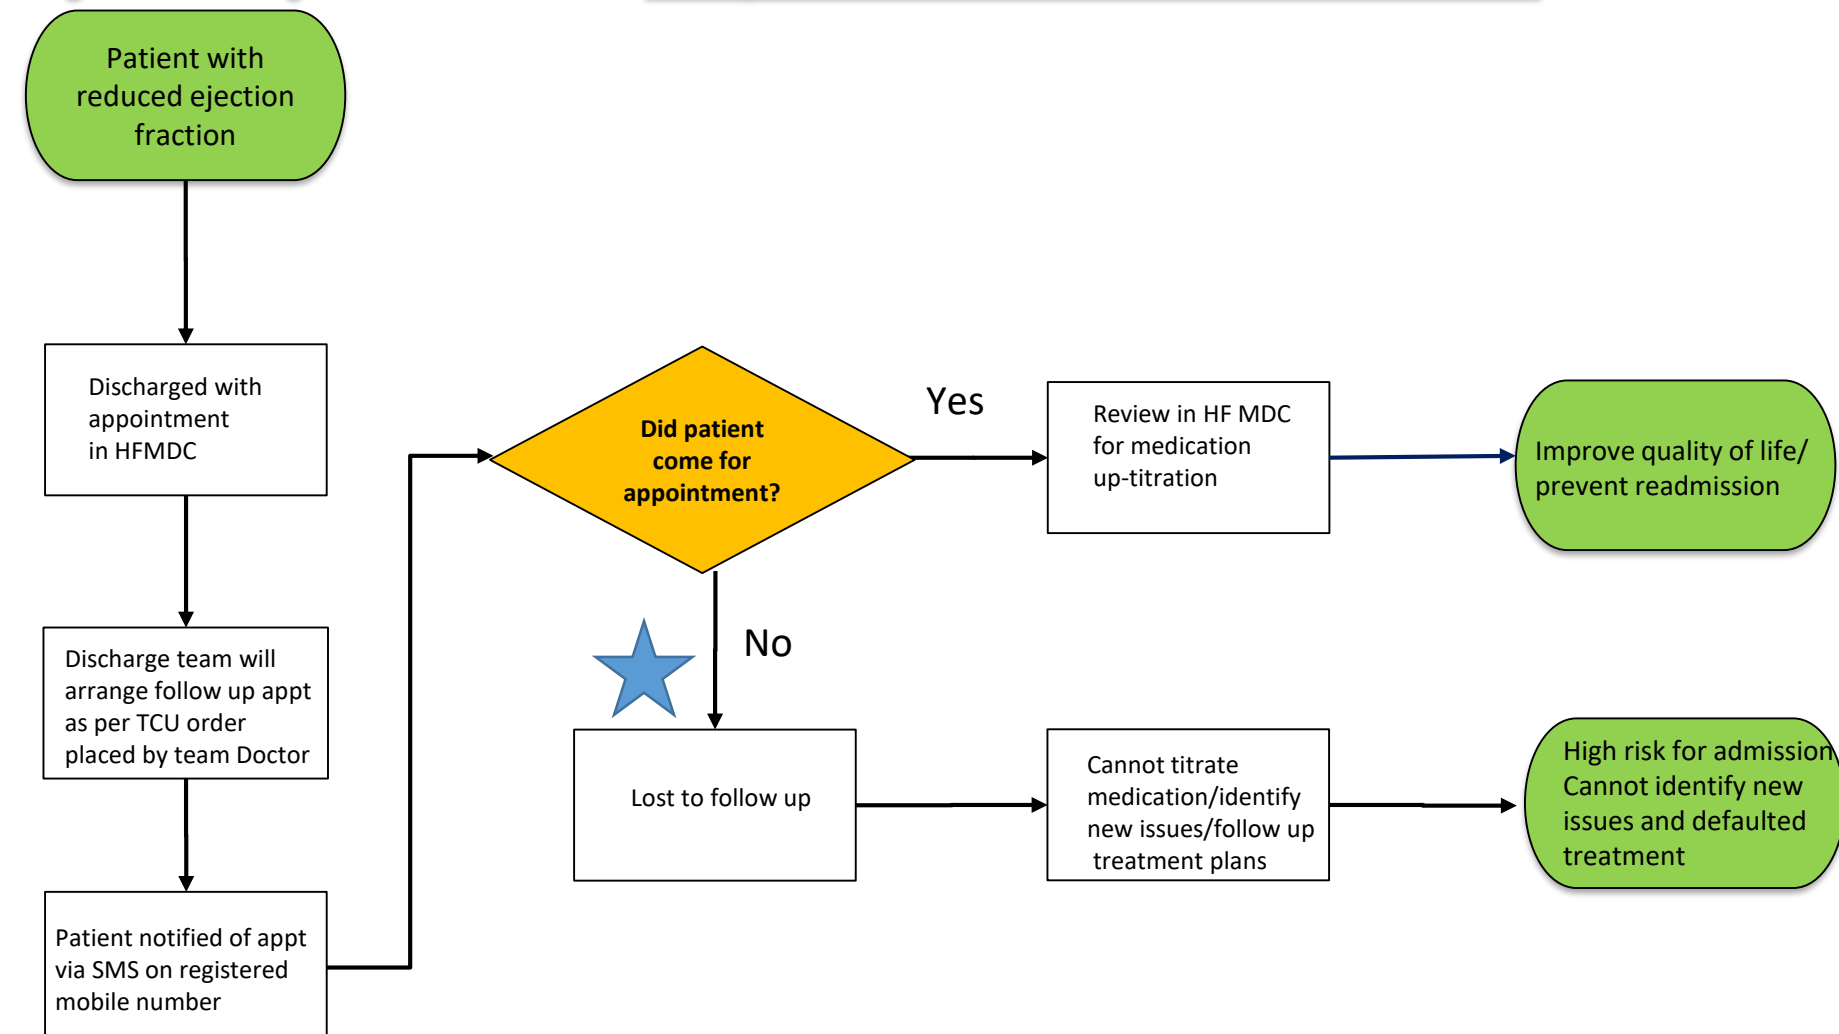 Patient with
reduced ejection
fraction
Discharged with
appointment
in HFMDC
Discharge team will
arrange follow up appt
as per TCU order
placed by team Doctor
Patient notified of appt
via SMS on registered
mobile number
Did patient
come for
appointment?
Yes
Review in HF MDC
for medication
up-titration
Improve quality of life/
prevent readmission
No
Lost to follow up
Cannot titrate
medication/identify
new issues/follow up
treatment plans
High risk for admission
Cannot identify new
issues and defaulted
treatment